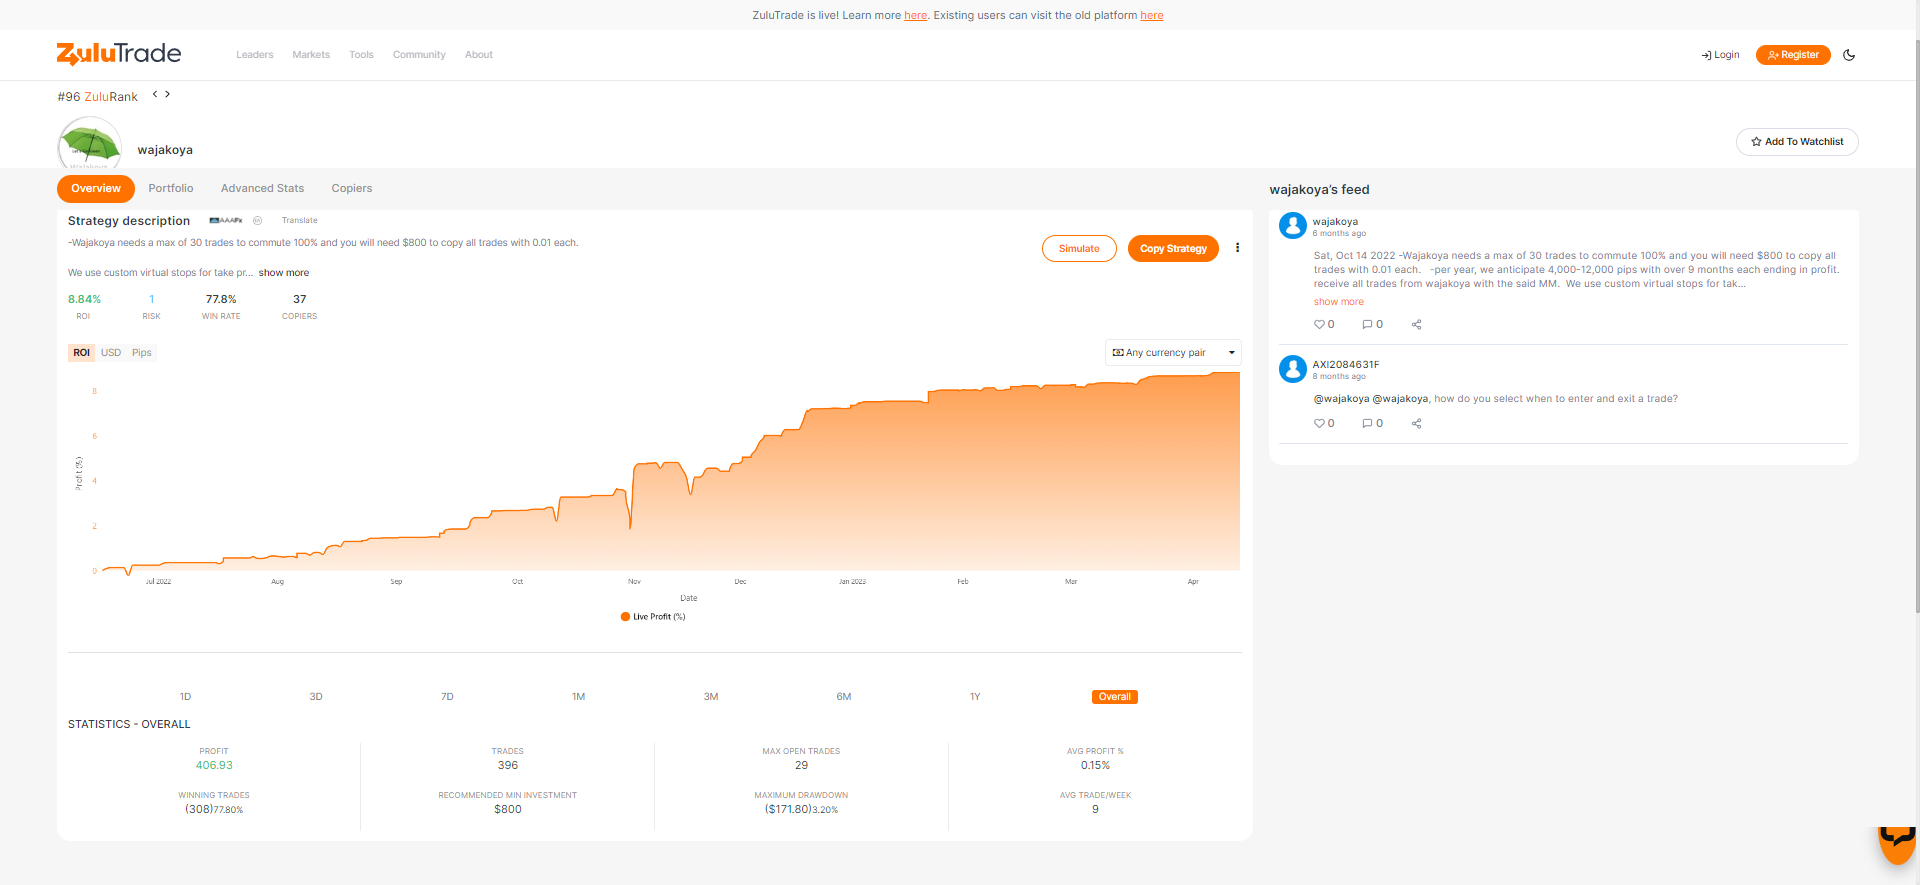 ZuluTrade is live! Learn more here. Existing users can visit the old platform here
ZuluTrade
Leaders Markets Tools Community About
Login Register
#96 ZuluRank
wajakoya
Add To Watchlist
Overview Portfolio Advanced Stats Copiers
Strategy description AAAFx Translate
-Wajakoya needs a max of 30 trades to commute 100% and you will need $800 to copy all trades with 0.01 each.
We use custom virtual stops for take pr... show more
Simulate Copy Strategy
8.84% 1 77.8% 37
ROI RISK WIN RATE COPIERS
ROI USD Pips
Any currency pair
8
6
4
2
0
Profit (%)
Jul 2022 Aug Sep Oct Nov Dec Jan 2023 Feb Mar Apr
Date
Live Profit (%)
1D 3D 7D 1M 3M 6M 1Y Overall
STATISTICS - OVERALL
PROFIT TRADES MAX OPEN TRADES AVG PROFIT %
406.93 396 29 0.15%
WINNING TRADES RECOMMENDED MIN INVESTMENT MAXIMUM DRAWDOWN AVG TRADE/WEEK
(308)77.80% $800 ($171.80)3.20% 9
wajakoya's feed
wajakoya
6 months ago
Sat, Oct 14 2022 -Wajakoya needs a max of 30 trades to commute 100% and you will need $800 to copy all
trades with 0.01 each. -per year, we anticipate 4,000-12,000 pips with over 9 months each ending in profit.
receive all trades from wajakoya with the said MM. We use custom virtual stops for tak...
show more
0 0
AXI2084631F
8 months ago
@wajakoya @wajakoya, how do you select when to enter and exit a trade?
0 0